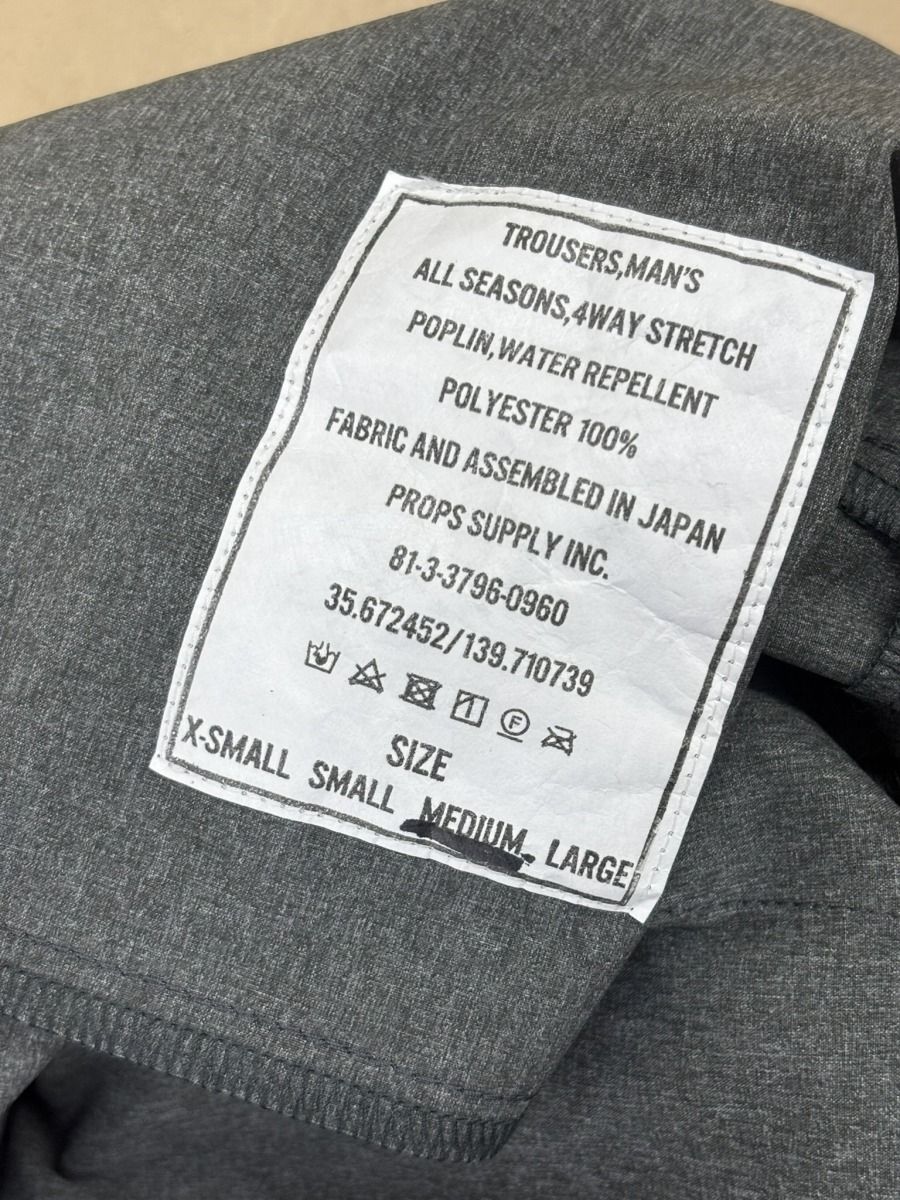 TROUSERS,MAN'S
ALL SEASONS,4WAY STRETCH
POPLIN,WATER REPELLENT
POLYESTER 100%
FABRIC AND ASSEMBLED IN JAPAN
PROPS SUPPLY INC.
81-3-3796-0960
35.672452/139.710739
1 F
SIZE
X-SMALL SMALL MEDIUM LARGE